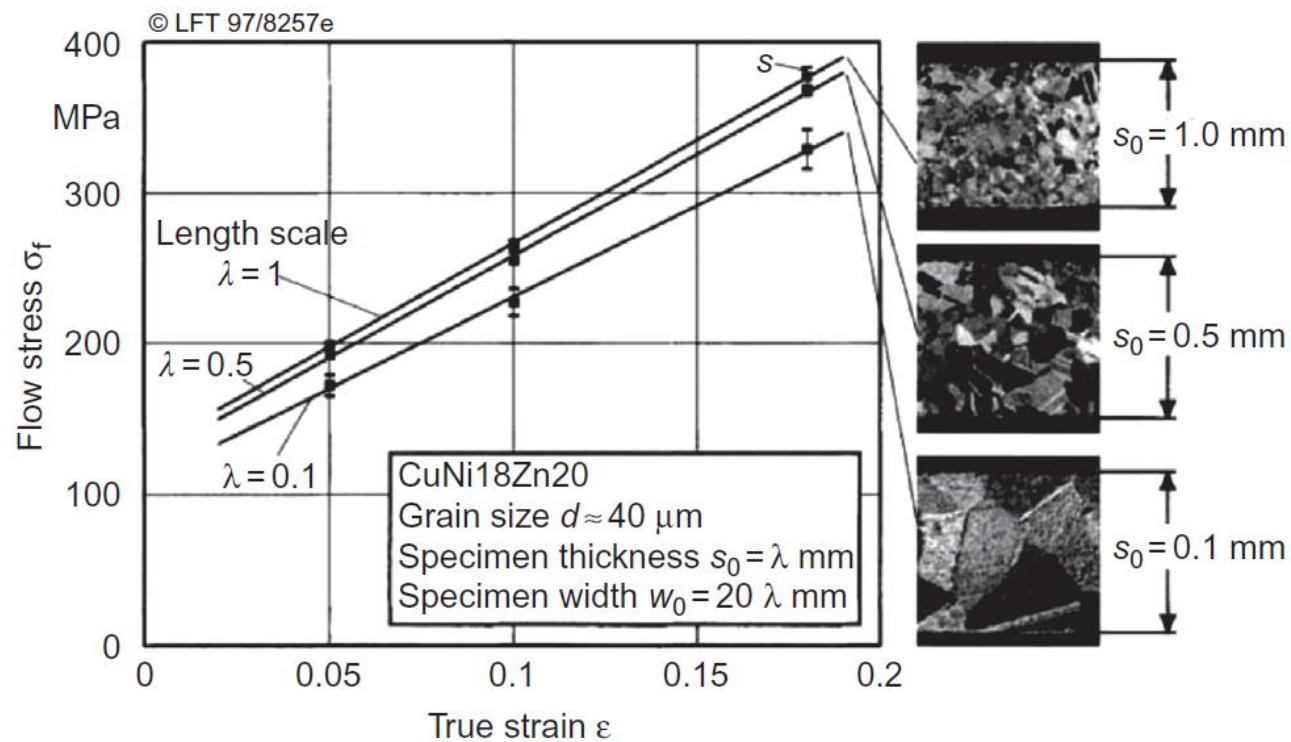 © LFT 97/8257e
400
MPa
300
200
100
0
Flow stress σf
Length scale
λ = 1
λ = 0.5
λ = 0.1
s
CuNi18Zn20
Grain size d ≈ 40 μm
Specimen thickness s0 = λ mm
Specimen width w0 = 20 λ mm
0 0.05 0.1 0.15 0.2
True strain ε
s0 = 1.0 mm
s0 = 0.5 mm
s0 = 0.1 mm